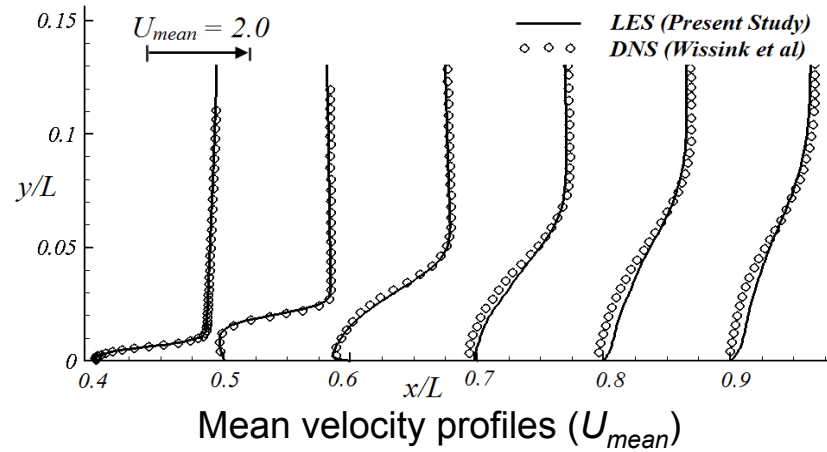 0.15
U_mean = 2.0
LES (Present Study)
DNS (Wissink et al)
0.1
y/L
0.05
0
0.4 0.5 0.6 0.7 0.8 0.9
x/L
Mean velocity profiles (U_mean)